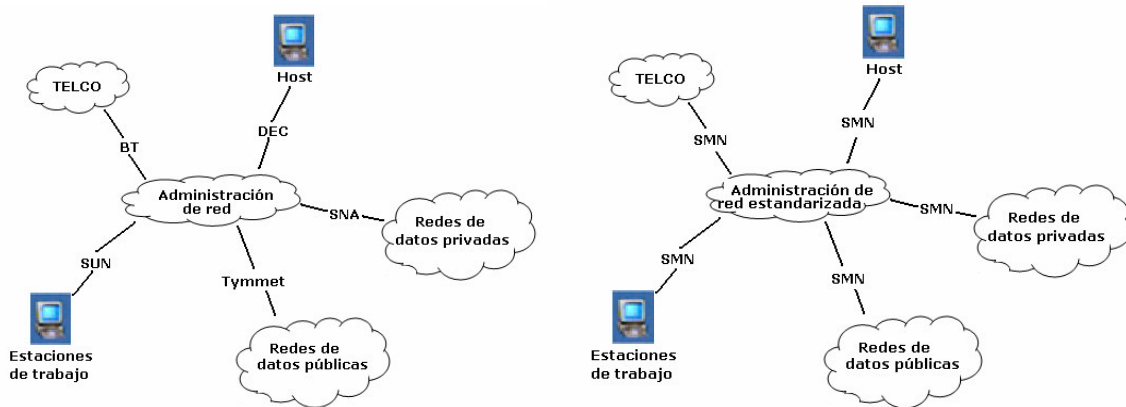 Host
TELCO
DEC
BT
Administración
de red
SNA
Redes de
datos privadas
SUN
Tymmet
Estaciones
de trabajo
Redes de
datos públicas
Host
TELCO
SMN
SMN
Administración de
red estandarizada
SMN
Redes de
datos privadas
SMN
SMN
Estaciones
de trabajo
Redes de
datos públicas